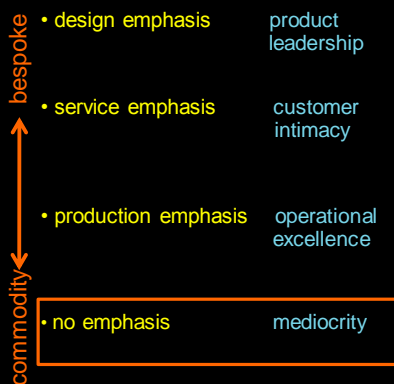 bespoke
• design emphasis product
leadership
• service emphasis customer
intimacy
• production emphasis operational
excellence
commodity
• no emphasis mediocrity